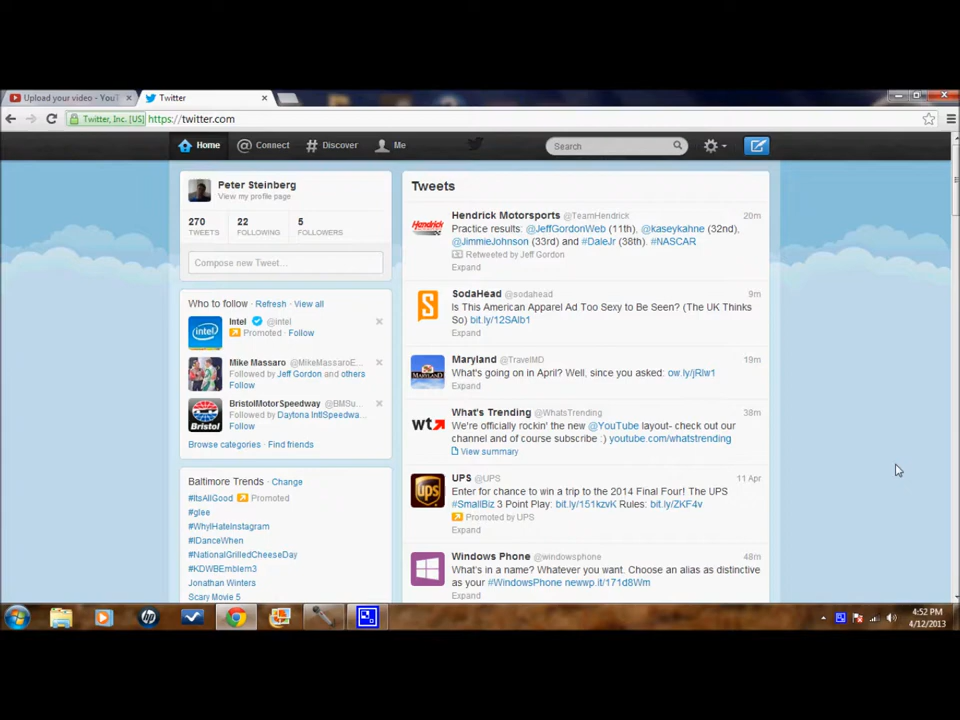 Upload your video - YouT
Twitter
Twitter, Inc. [US] https://twitter.com
Home
Connect
Discover
Me
Search
Peter Steinberg
View my profile page
270
TWEETS
22
FOLLOWING
5
FOLLOWERS
Compose new Tweet...
Who to follow · Refresh · View all
Intel @intel
Promoted · Follow
Mike Massaro @MikeMassaroE...
Followed by Jeff Gordon and others
Follow
BristolMotorSpeedway @BMSu...
Followed by Daytona IntlSpeedwa...
Follow
Browse categories · Find friends
Baltimore Trends · Change
#ItsAllGood Promoted
#glee
#WhyIHateInstagram
#IDanceWhen
#NationalGrilledCheeseDay
#KDWBEmblem3
Jonathan Winters
Scary Movie 5
Tweets
Hendrick Motorsports @TeamHendrick 20m
Practice results: @JeffGordonWeb (11th), @kaseykahne (32nd),
@JimmieJohnson (33rd) and #DaleJr (38th). #NASCAR
Retweeted by Jeff Gordon
Expand
SodaHead @sodahead 9m
Is This American Apparel Ad Too Sexy to Be Seen? (The UK Thinks
So) bit.ly/12SAlb1
Expand
Maryland @TravelMD 19m
What's going on in April? Well, since you asked: ow.ly/jRlw1
Expand
What's Trending @WhatsTrending 38m
We're officially rockin' the new @YouTube layout- check out our
channel and of course subscribe :) youtube.com/whatstrending
View summary
UPS @UPS 11 Apr
Enter for chance to win a trip to the 2014 Final Four! The UPS
#SmallBiz 3 Point Play: bit.ly/151kzvK Rules: bit.ly/ZKF4v
Promoted by UPS
Expand
Windows Phone @windowsphone 48m
What's in a name? Whatever you want. Choose an alias as distinctive
as your #WindowsPhone newwp.it/171d8Wm
Expand
intel
Bristol
Hendrick
MARYLAND
wt
ups
hp
4:52 PM
4/12/2013